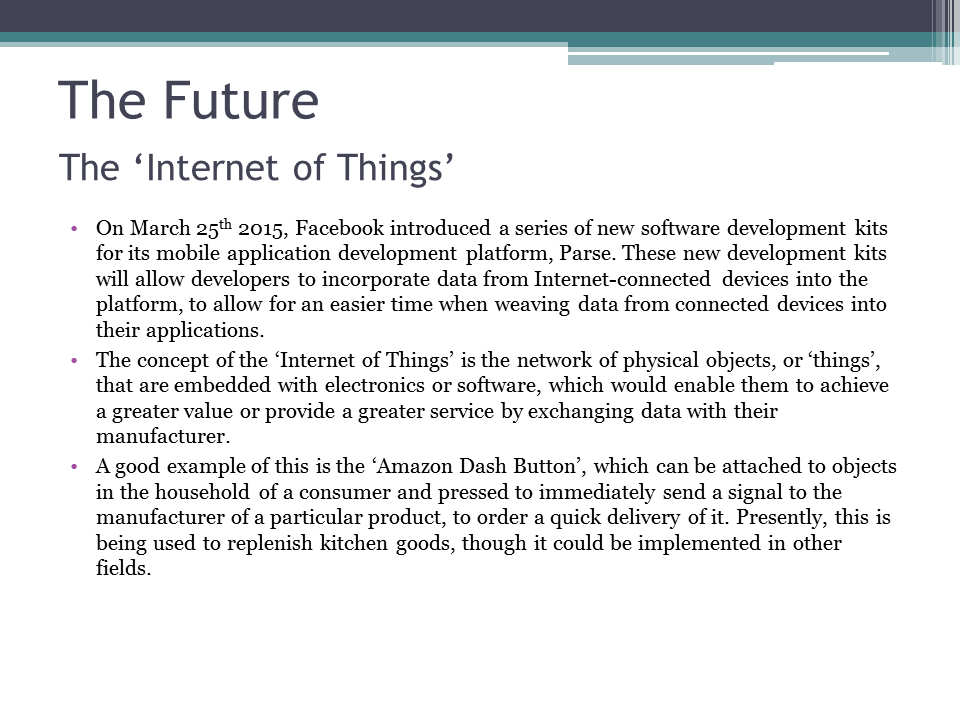 The Future
The ‘Internet of Things’
• On March 25th 2015, Facebook introduced a series of new software development kits
for its mobile application development platform, Parse. These new development kits
will allow developers to incorporate data from Internet-connected devices into the
platform, to allow for an easier time when weaving data from connected devices into
their applications.
• The concept of the ‘Internet of Things’ is the network of physical objects, or ‘things’,
that are embedded with electronics or software, which would enable them to achieve
a greater value or provide a greater service by exchanging data with their
manufacturer.
• A good example of this is the ‘Amazon Dash Button’, which can be attached to objects
in the household of a consumer and pressed to immediately send a signal to the
manufacturer of a particular product, to order a quick delivery of it. Presently, this is
being used to replenish kitchen goods, though it could be implemented in other
fields.